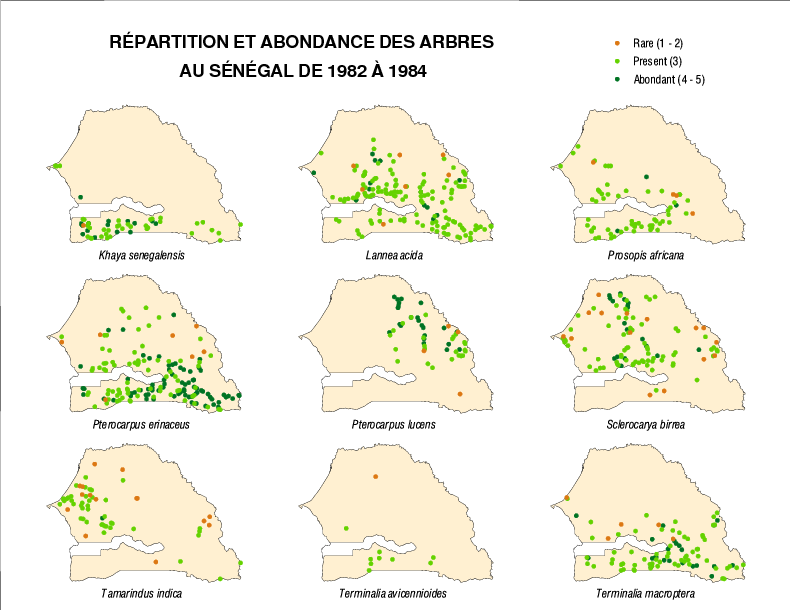 RÉPARTITION ET ABONDANCE DES ARBRES
AU SÉNÉGAL DE 1982 À 1984
Rare (1 - 2)
Present (3)
Abondant (4 - 5)
Khaya senegalensis
Lannea acida
Prosopis africana
Pterocarpus erinaceus
Pterocarpus lucens
Sclerocarya birrea
Tamarindus indica
Terminalia avicennioides
Terminalia macroptera